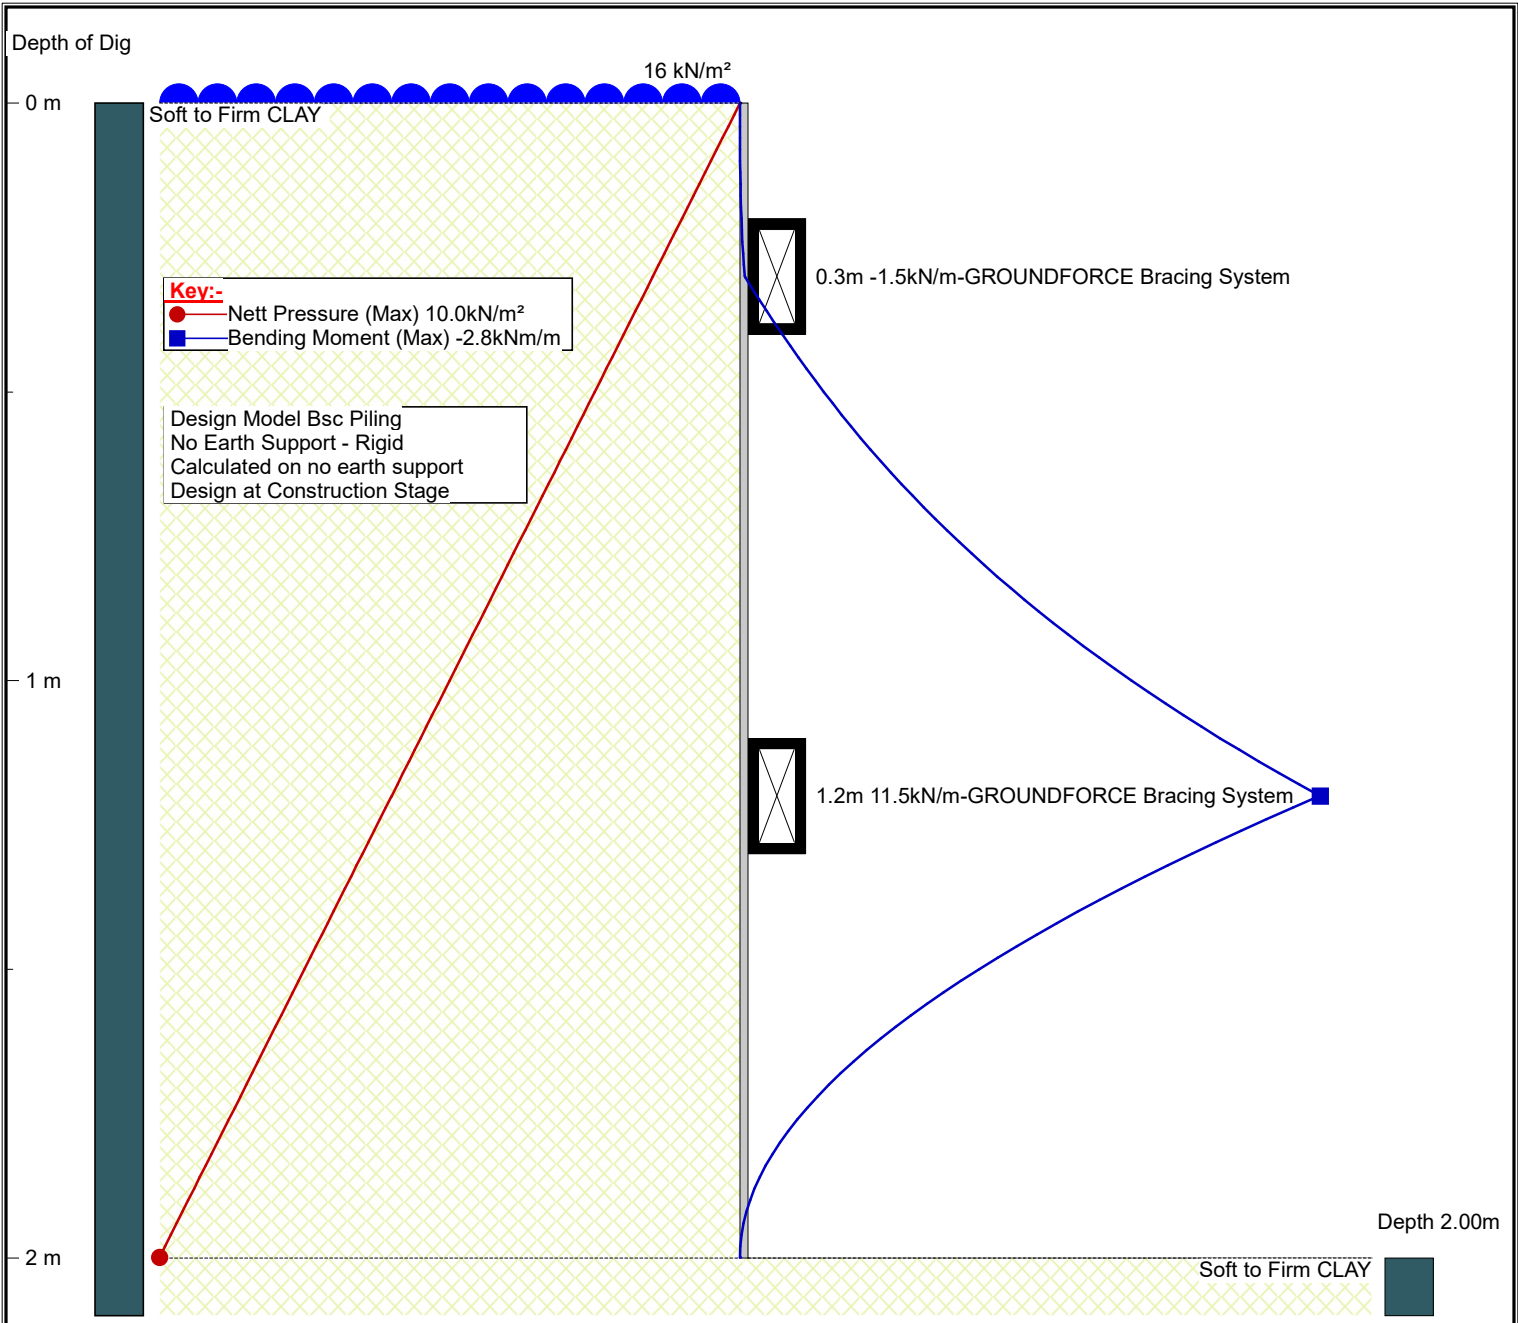 Depth of Dig
16 kN/m²
0 m
Soft to Firm CLAY
0.3m -1.5kN/m-GROUNDFORCE Bracing System
Key:-
Nett Pressure (Max) 10.0kN/m²
Bending Moment (Max) -2.8kNm/m
Design Model Bsc Piling
No Earth Support - Rigid
Calculated on no earth support
Design at Construction Stage
1 m
1.2m 11.5kN/m-GROUNDFORCE Bracing System
Depth 2.00m
2 m
Soft to Firm CLAY